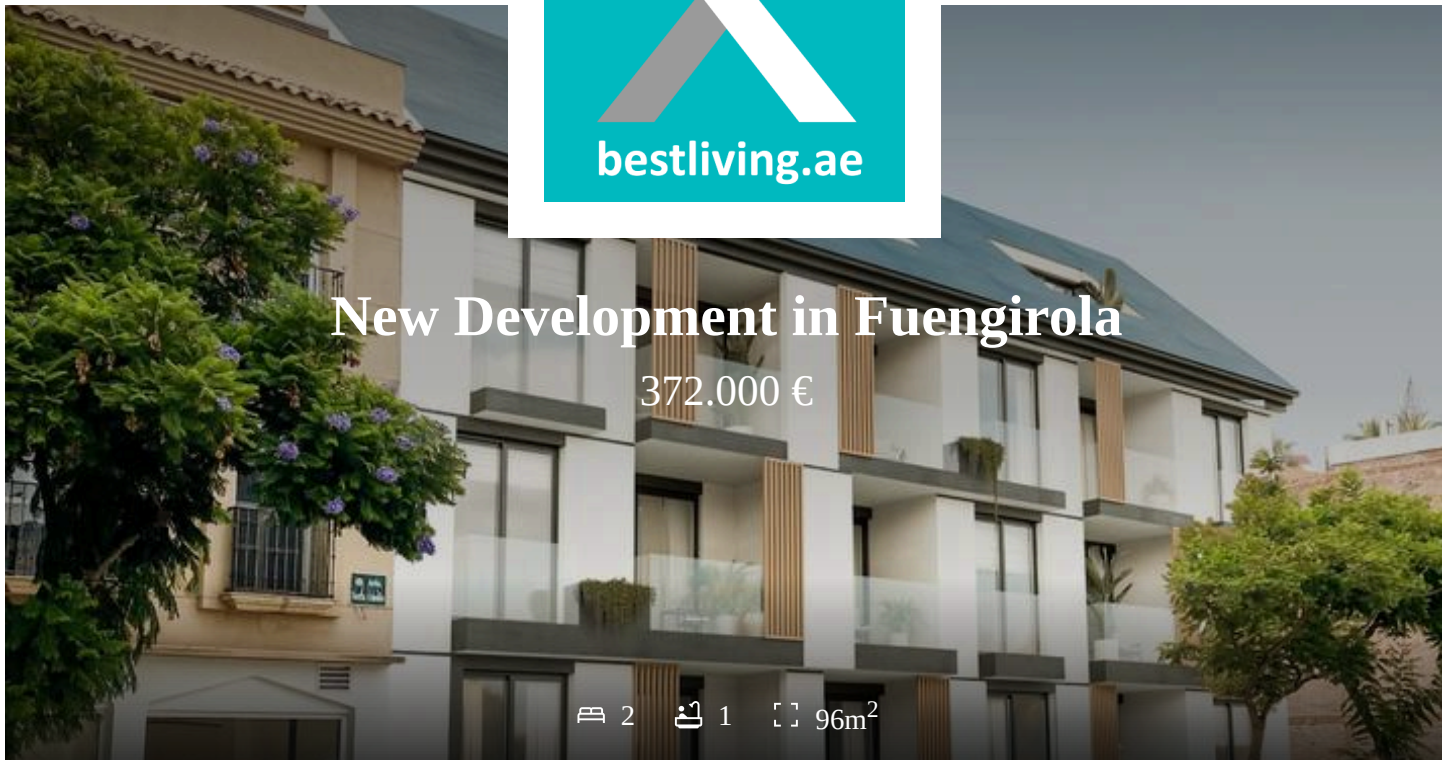 bestliving.ae
New Development in Fuengirola
372.000 €
2 1 96m²